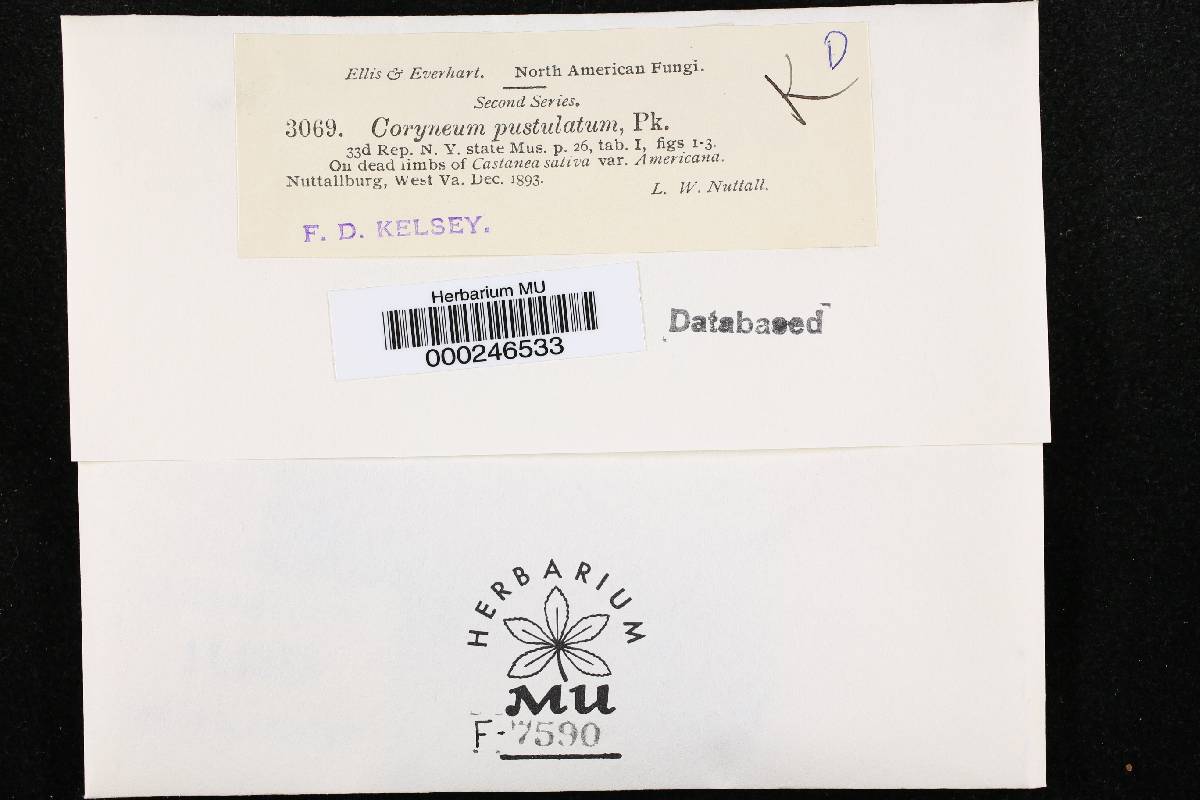 K D
Ellis & Everhart. North American Fungi.
Second Series.
3069. Coryneum pustulatum, Pk.
33d Rep. N. Y. state Mus. p. 26, tab. I, figs 1-3.
On dead limbs of Castanea sativa var. Americana.
Nuttallburg, West Va. Dec. 1893.
L. W. Nuttall.
F. D. KELSEY.
Herbarium MU
000246533
Databased
HERBARIUM
MU
F-7590